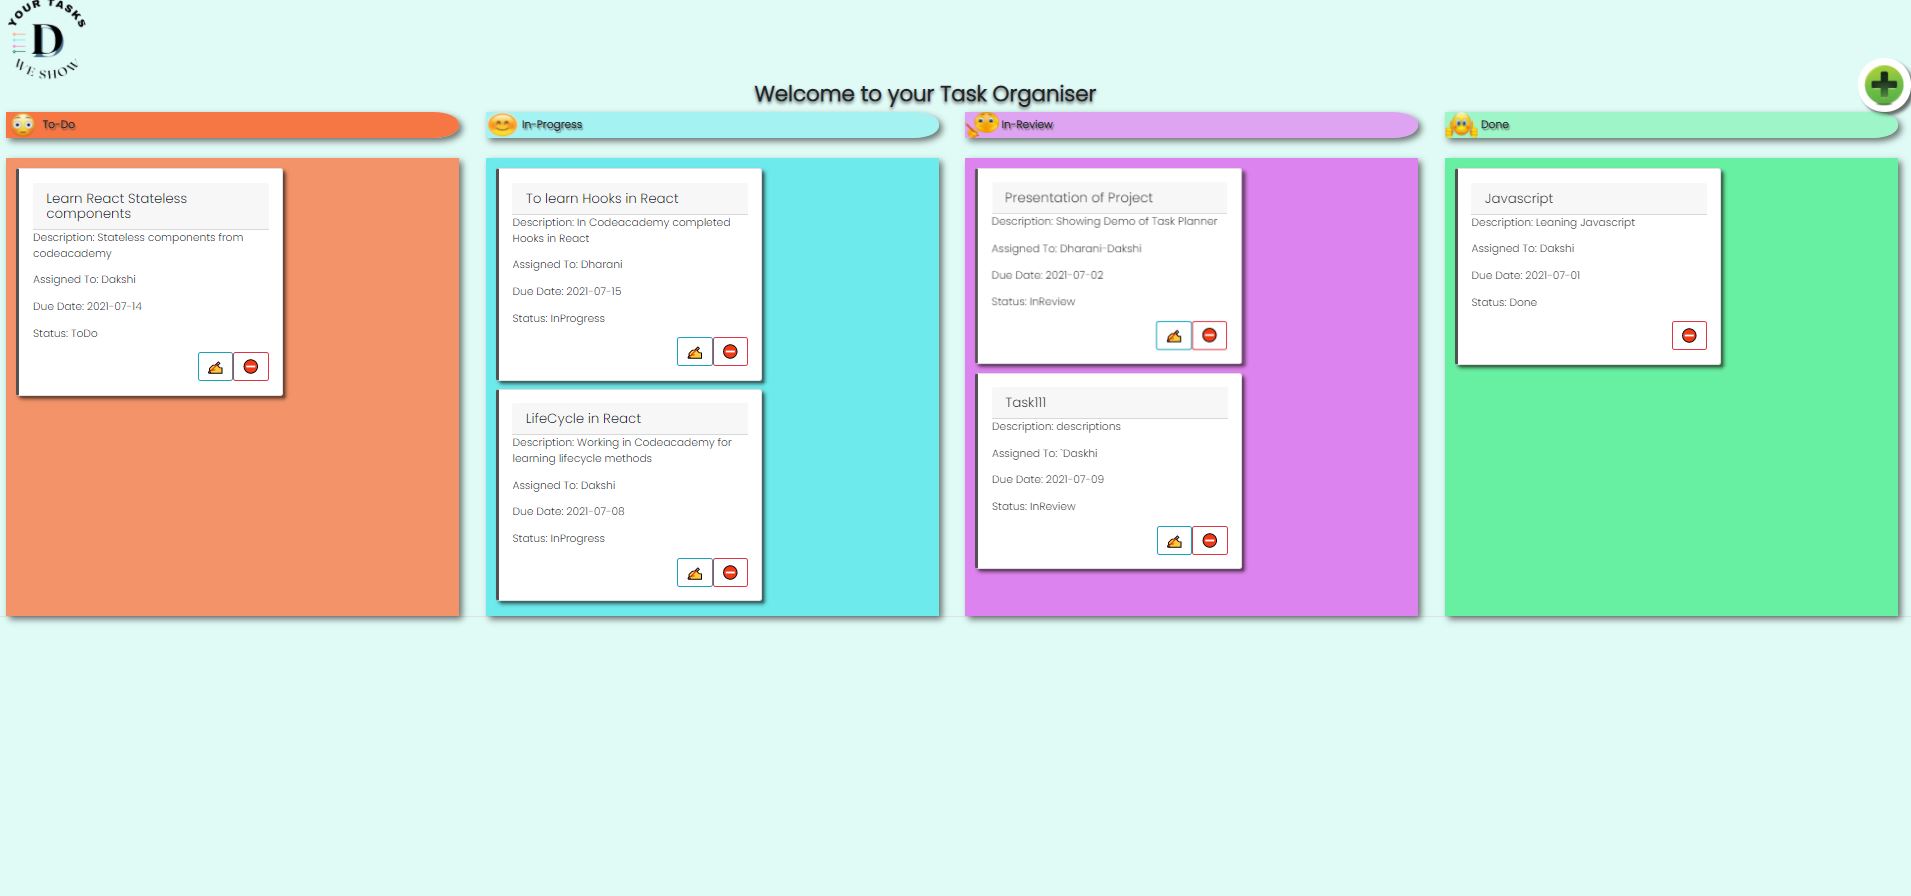 YOUR TASKS
D
WE SHOW
Welcome to your Task Organiser
To-Do
In-Progress
In-Review
Done
Learn React Stateless
components
Description: Stateless components from
codeacademy
Assigned To: Dakshi
Due Date: 2021-07-14
Status: ToDo
To learn Hooks in React
Description: In Codeacademy completed
Hooks in React
Assigned To: Dharani
Due Date: 2021-07-15
Status: InProgress
LifeCycle in React
Description: Working in Codeacademy for
learning lifecycle methods
Assigned To: Dakshi
Due Date: 2021-07-08
Status: InProgress
Presentation of Project
Description: Showing Demo of Task Planner
Assigned To: Dharani-Dakshi
Due Date: 2021-07-02
Status: InReview
Task111
Description: descriptions
Assigned To: `Daskhi
Due Date: 2021-07-09
Status: InReview
Javascript
Description: Leaning Javascript
Assigned To: Dakshi
Due Date: 2021-07-01
Status: Done